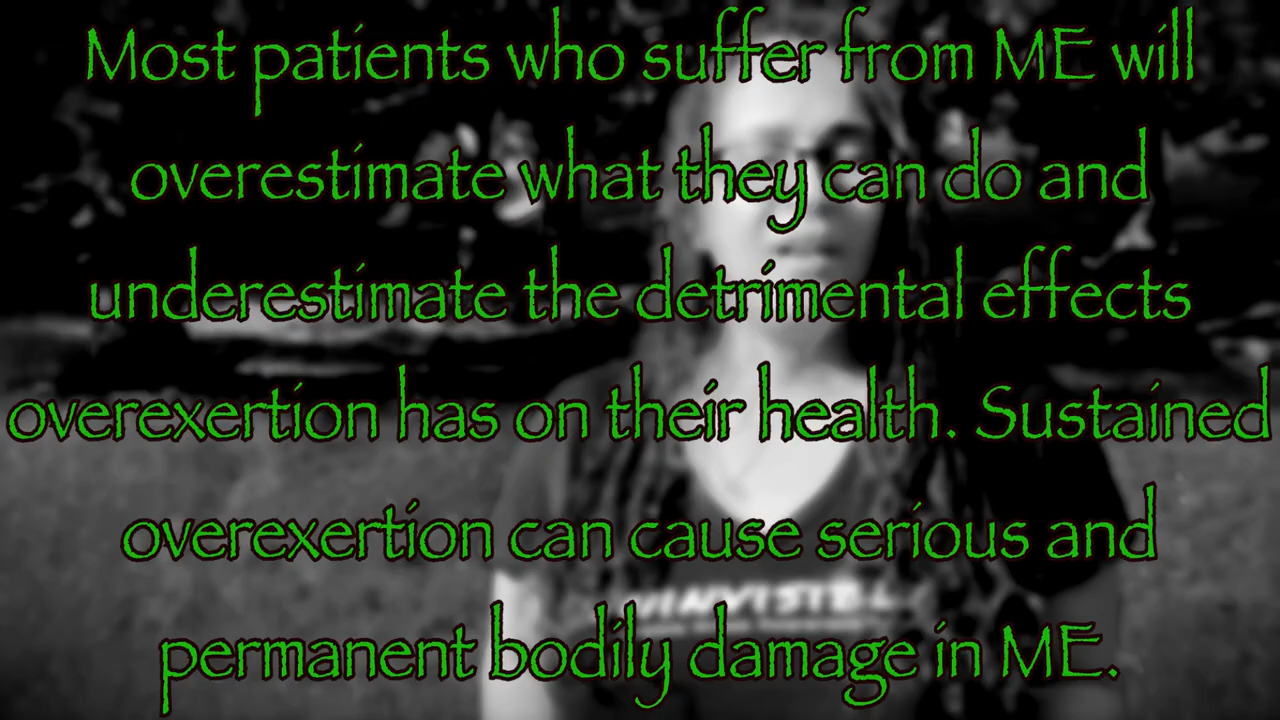 Most patients who suffer from ME will
overestimate what they can do and
underestimate the detrimental effects
overexertion has on their health. Sustained
overexertion can cause serious and
permanent bodily damage in ME.